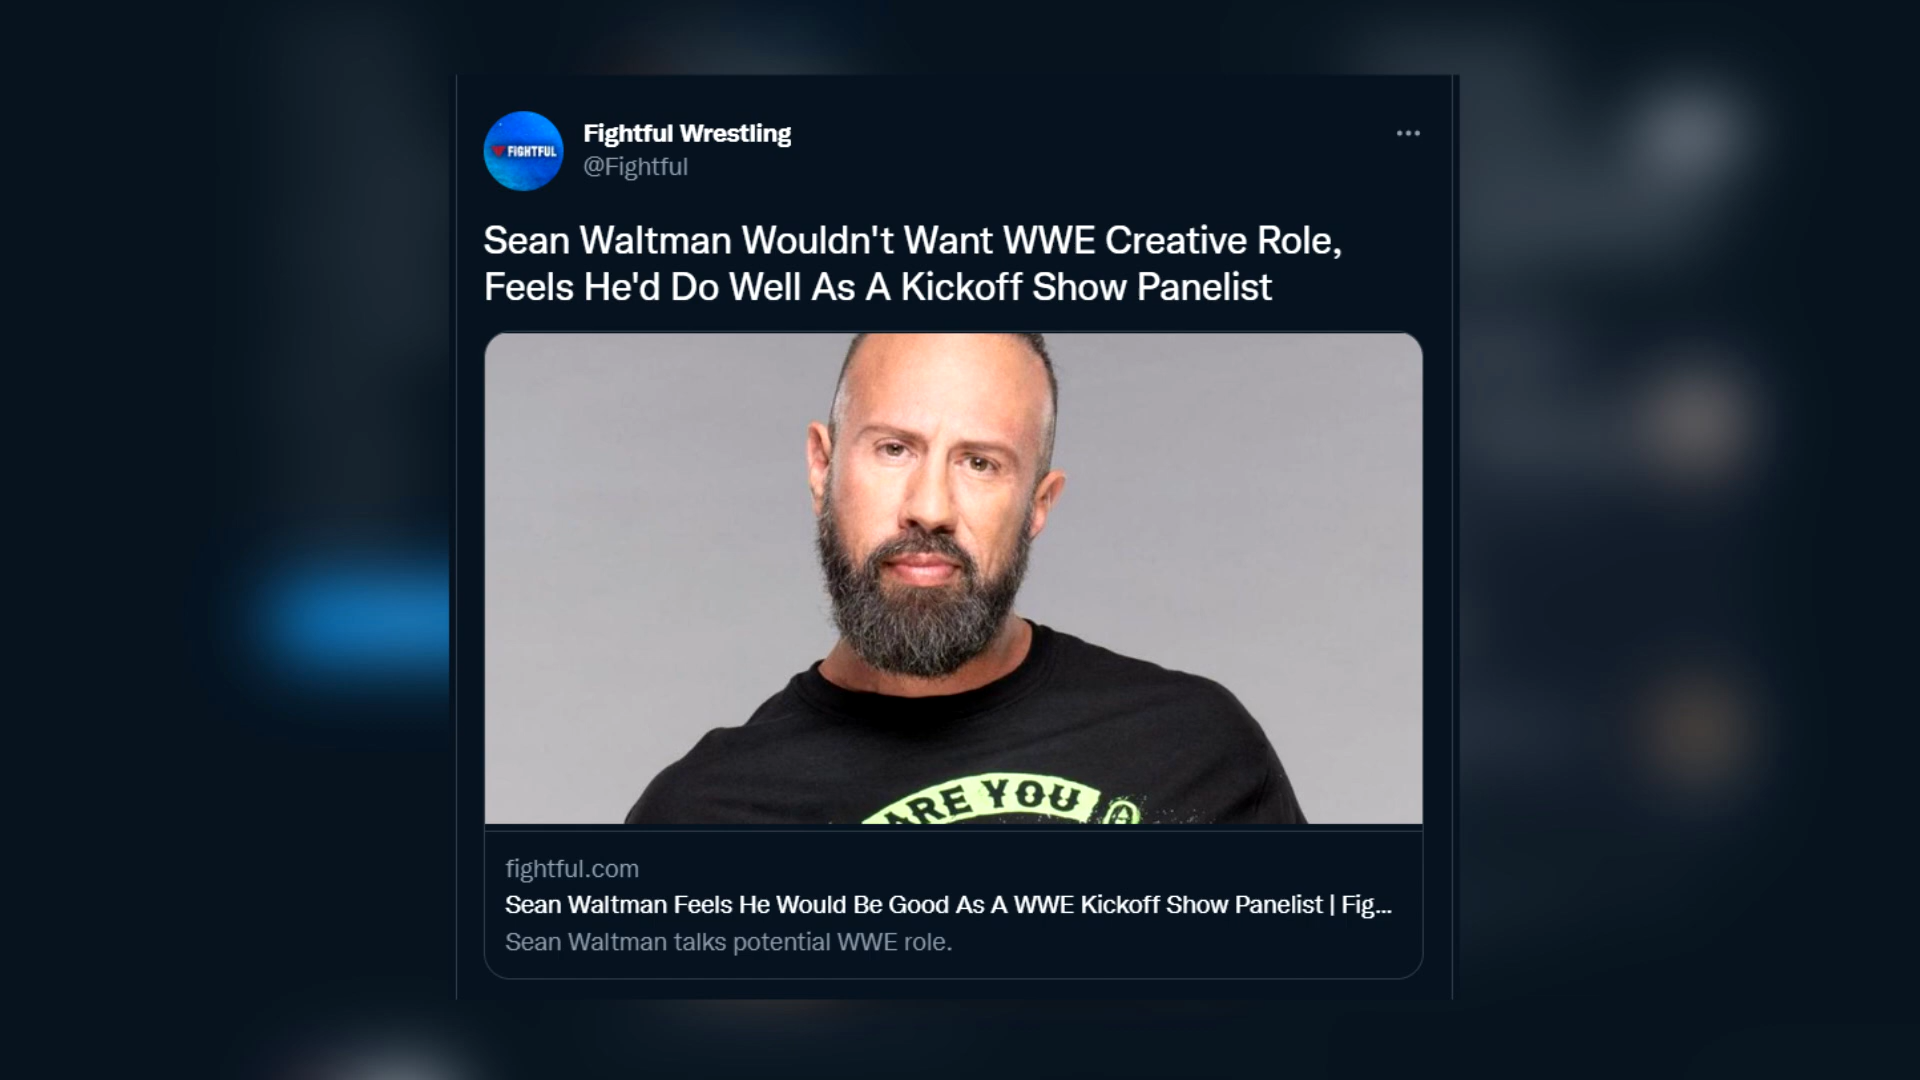 FIGHTFUL
Fightful Wrestling
@Fightful
Sean Waltman Wouldn't Want WWE Creative Role,
Feels He'd Do Well As A Kickoff Show Panelist
ARE YOU
fightful.com
Sean Waltman Feels He Would Be Good As A WWE Kickoff Show Panelist | Fig...
Sean Waltman talks potential WWE role.